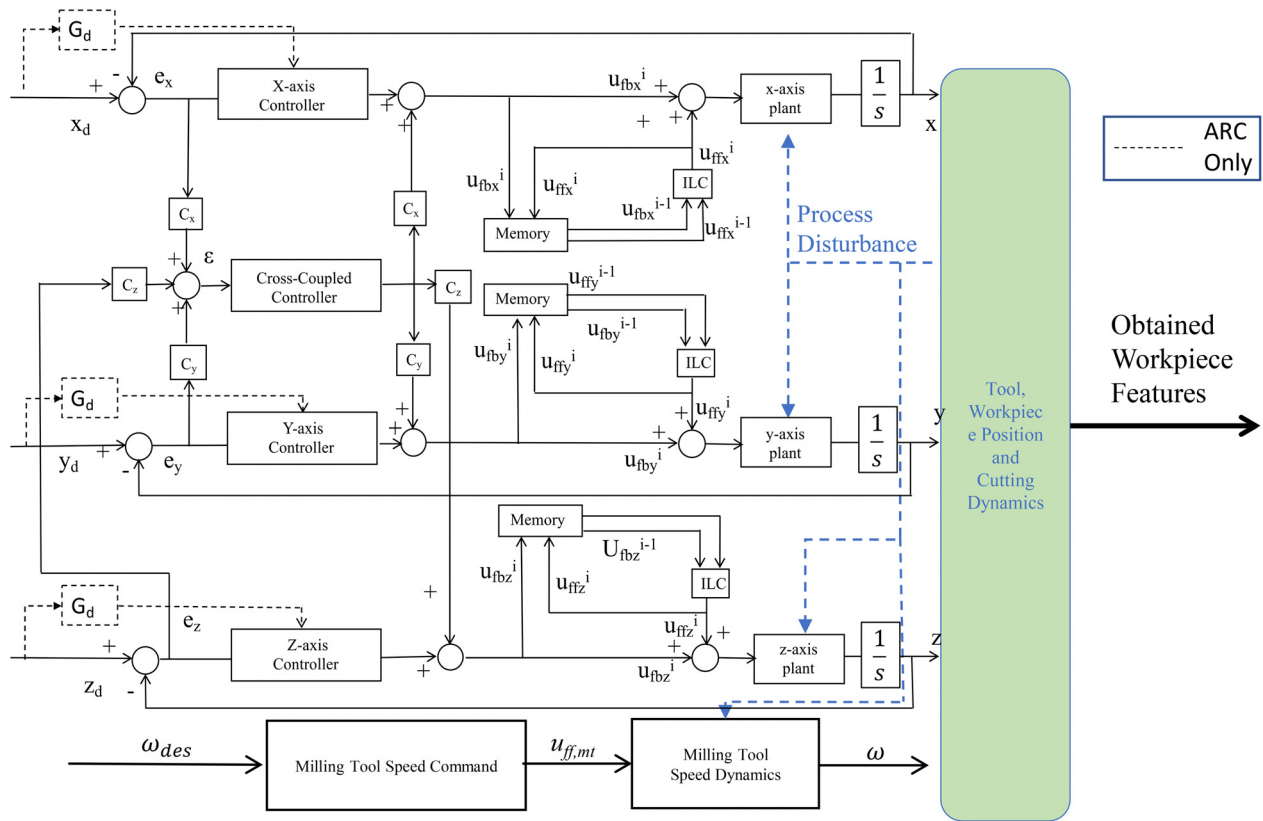 G_d
- e_x
+
x_d
X-axis
Controller
+
+
u_fbx^i
+
+
+
x-axis
plant
1
s
x
ARC
Only
u_fbx^i
u_ffx^i
u_ffx^i
ILC
u_fbx^i-1
u_ffx^i-1
Memory
C_x
C_x
Process
Disturbance
+ ε
C_z
+
+
Cross-Coupled
Controller
C_z
Memory
u_ffy^i-1
u_fby^i-1
u_fby^i
u_ffy^i
ILC
u_ffy^i
C_y
C_y
Obtained
Workpiece
Features
G_d
y_d
+
-
e_y
Y-axis
Controller
+
+
+
+
u_fby^i
y-axis
plant
1
s
y
Tool,
Workpiec
e Position
and
Cutting
Dynamics
Memory
U_fbz^i-1
u_fbz^i
u_ffz^i
ILC
u_ffz^i
G_d
e_z
+
z_d
-
Z-axis
Controller
+
+
+
+
u_fbz^i
z-axis
plant
1
s
z
ω_des
Milling Tool Speed Command
u_ff,mt
Milling Tool
Speed Dynamics
ω